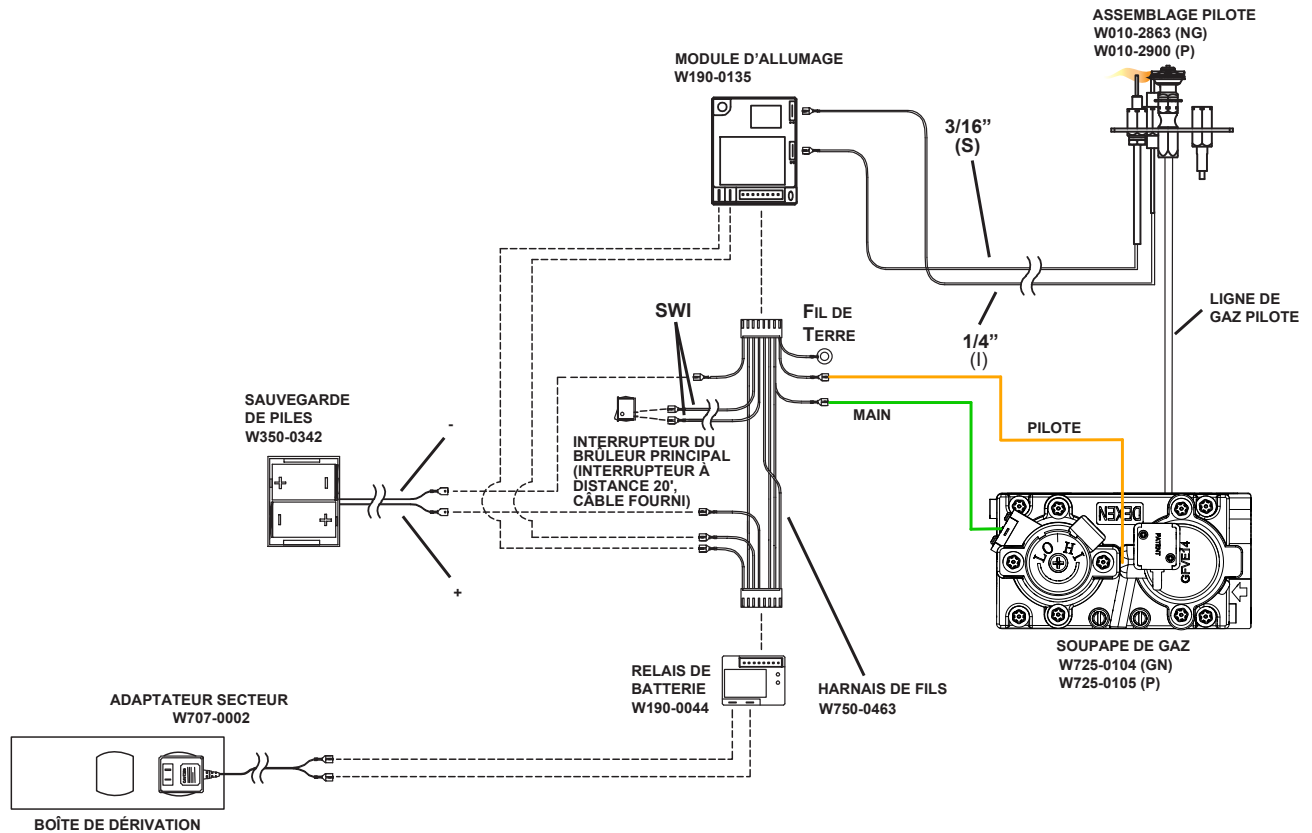 ASSEMBLAGE PILOTE
W010-2863 (NG)
W010-2900 (P)
MODULE D'ALLUMAGE
W190-0135
3/16”
(S)
1/4”
(I)
LIGNE DE
GAZ PILOTE
SWI
FIL DE
TERRE
MAIN
PILOTE
SAUVEGARDE
DE PILES
W350-0342
-
+
+ -
- +
INTERRUPTEUR DU
BRÛLEUR PRINCIPAL
(INTERRUPTEUR À
DISTANCE 20',
CÂBLE FOURNI)
DEKEN
LO HI
PATENT
GFVE14
SOUPAPE DE GAZ
W725-0104 (GN)
W725-0105 (P)
RELAIS DE
BATTERIE
W190-0044
HARNAIS DE FILS
W750-0463
ADAPTATEUR SECTEUR
W707-0002
BOÎTE DE DÉRIVATION